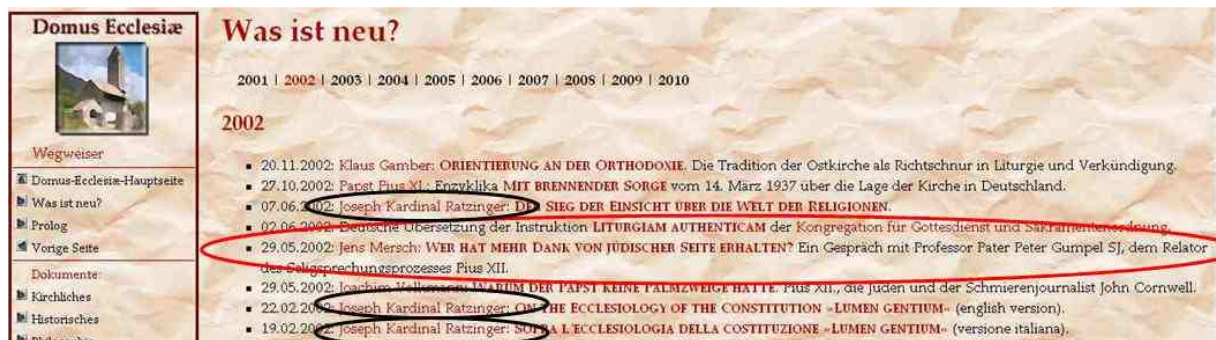 Domus Ecclesiæ
Wegweiser
Domus-Ecclesiæ-Hauptseite
Was ist neu?
Prolog
Vorige Seite
Dokumente:
Kirchliches
Historisches
Was ist neu?
2001 | 2002 | 2003 | 2004 | 2005 | 2006 | 2007 | 2008 | 2009 | 2010
2002
20.11.2002: Klaus Gamber: ORIENTIERUNG AN DER ORTHODOXIE. Die Tradition der Ostkirche als Richtschnur in Liturgie und Verkündigung.
27.10.2002: Papst Pius XI.: Enzyklika MIT BRENNENDER SORGE vom 14. März 1937 über die Lage der Kirche in Deutschland.
07.06.2002: Joseph Kardinal Ratzinger: DER SIEG DER EINSICHT ÜBER DIE WELT DER RELIGIONEN.
02.06.2002: Deutsche Übersetzung der Instruktion LITURGIAM AUTHENTICAM der Kongregation für Gottesdienst und Sakramentenordnung.
29.05.2002: Jens Mersch: WER HAT MEHR DANK VON JÜDISCHER SEITE ERHALTEN? Ein Gespräch mit Professor Pater Peter Gumpel SJ, dem Relator
des Seligsprechungsprozesses Pius XII.
29.05.2002: Joachim Volkmann: WARUM DER PAPST KEINE PALMZWEIGE HATTE. Pius XII., die Juden und der Schmierenjournalist John Cornwell.
22.02.2002: Joseph Kardinal Ratzinger: ON THE ECCLESIOLOGY OF THE CONSTITUTION »LUMEN GENTIUM« (english version).
19.02.2002: Joseph Kardinal Ratzinger: SOPRA L'ECCLESIOLOGIA DELLA COSTITUZIONE »LUMEN GENTIUM« (versione italiana).